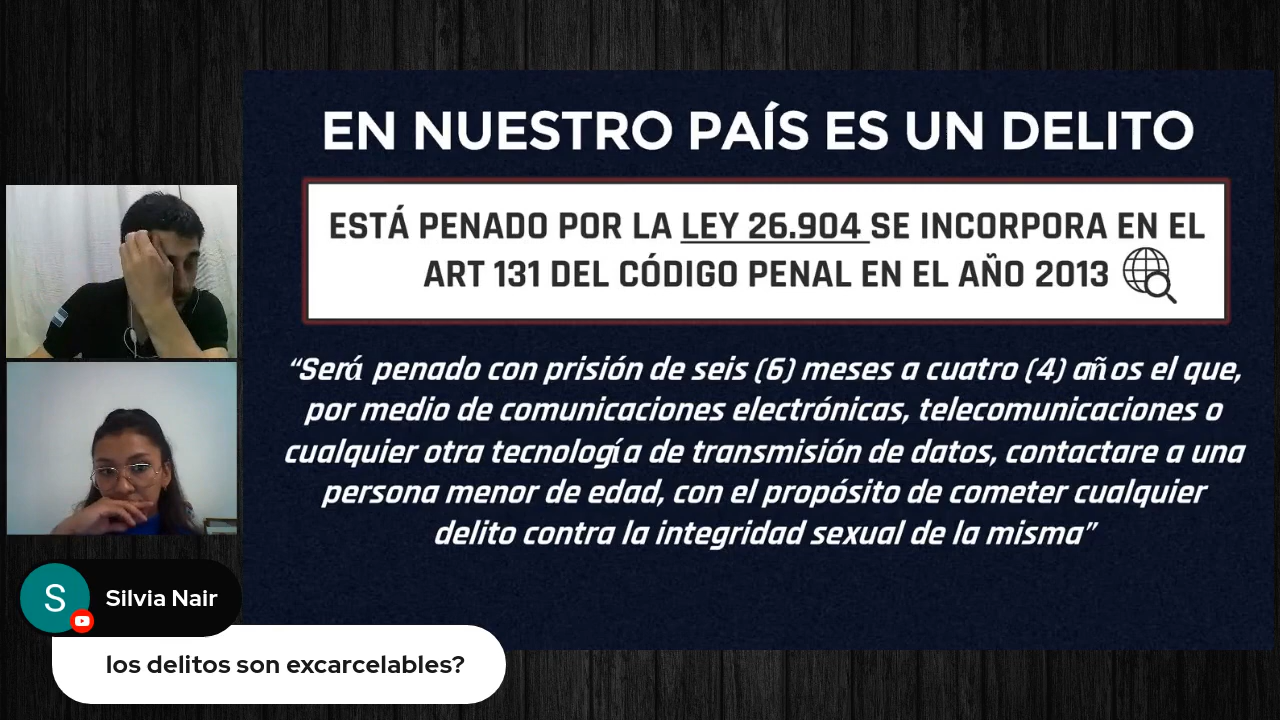 EN NUESTRO PAÍS ES UN DELITO
ESTÁ PENADO POR LA LEY 26.904 SE INCORPORA EN EL
ART 131 DEL CÓDIGO PENAL EN EL AÑO 2013
“Será penado con prisión de seis (6) meses a cuatro (4) años el que,
por medio de comunicaciones electrónicas, telecomunicaciones o
cualquier otra tecnología de transmisión de datos, contactare a una
persona menor de edad, con el propósito de cometer cualquier
delito contra la integridad sexual de la misma”
S
Silvia Nair
los delitos son excarcelables?